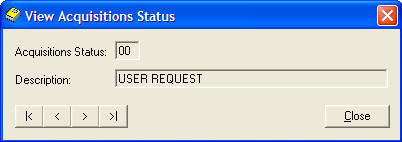 View Acquisitions Status
Acquisitions Status: 00
Description: USER REQUEST
|< < > >| Close